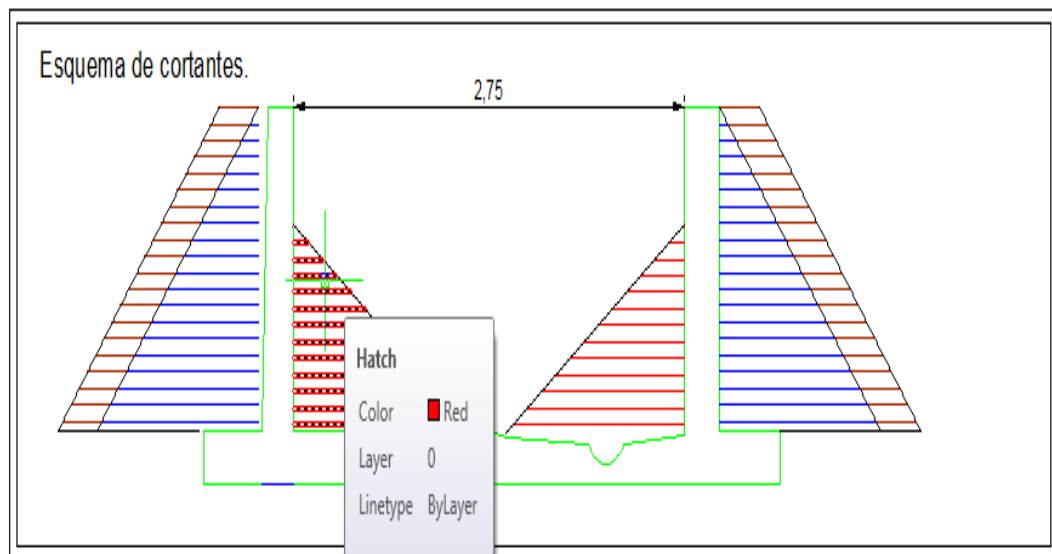 Esquema de cortantes.
2,75
Hatch
Color Red
Layer 0
Linetype ByLayer